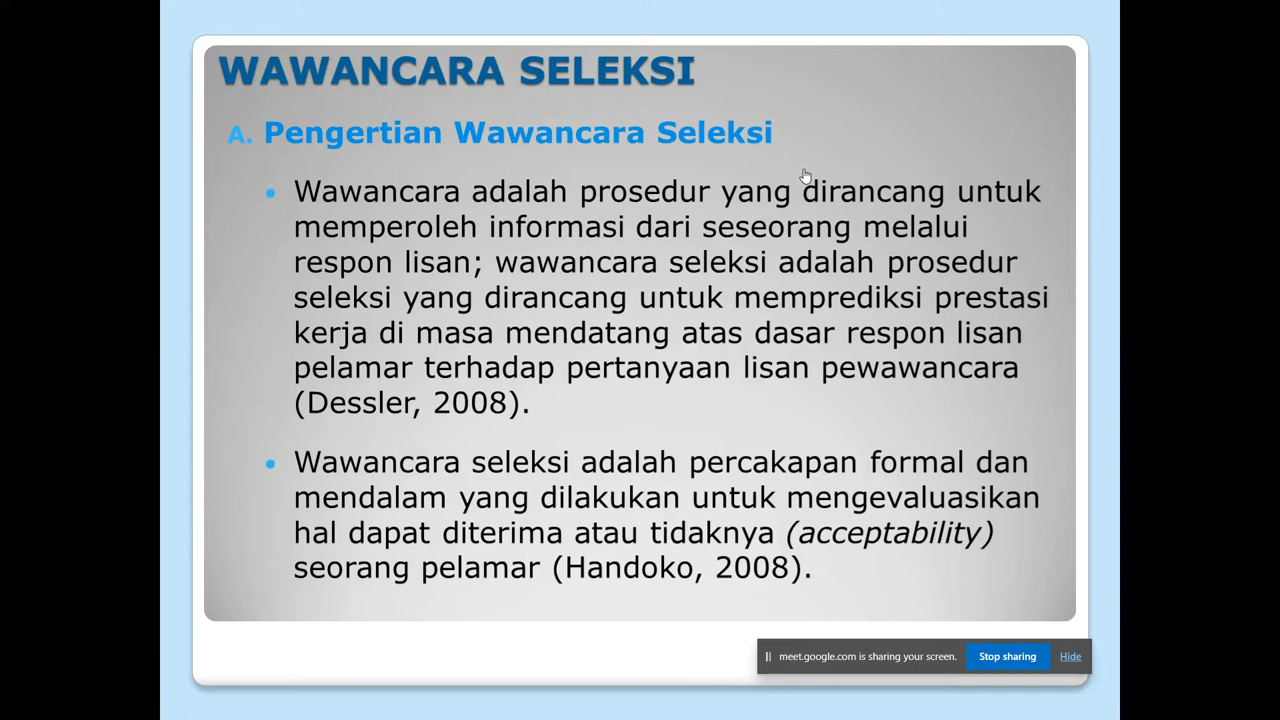 WAWANCARA SELEKSI
A. Pengertian Wawancara Seleksi
• Wawancara adalah prosedur yang dirancang untuk
memperoleh informasi dari seseorang melalui
respon lisan; wawancara seleksi adalah prosedur
seleksi yang dirancang untuk memprediksi prestasi
kerja di masa mendatang atas dasar respon lisan
pelamar terhadap pertanyaan lisan pewawancara
(Dessler, 2008).
• Wawancara seleksi adalah percakapan formal dan
mendalam yang dilakukan untuk mengevaluasikan
hal dapat diterima atau tidaknya (acceptability)
seorang pelamar (Handoko, 2008).
meet.google.com is sharing your screen. Stop sharing Hide